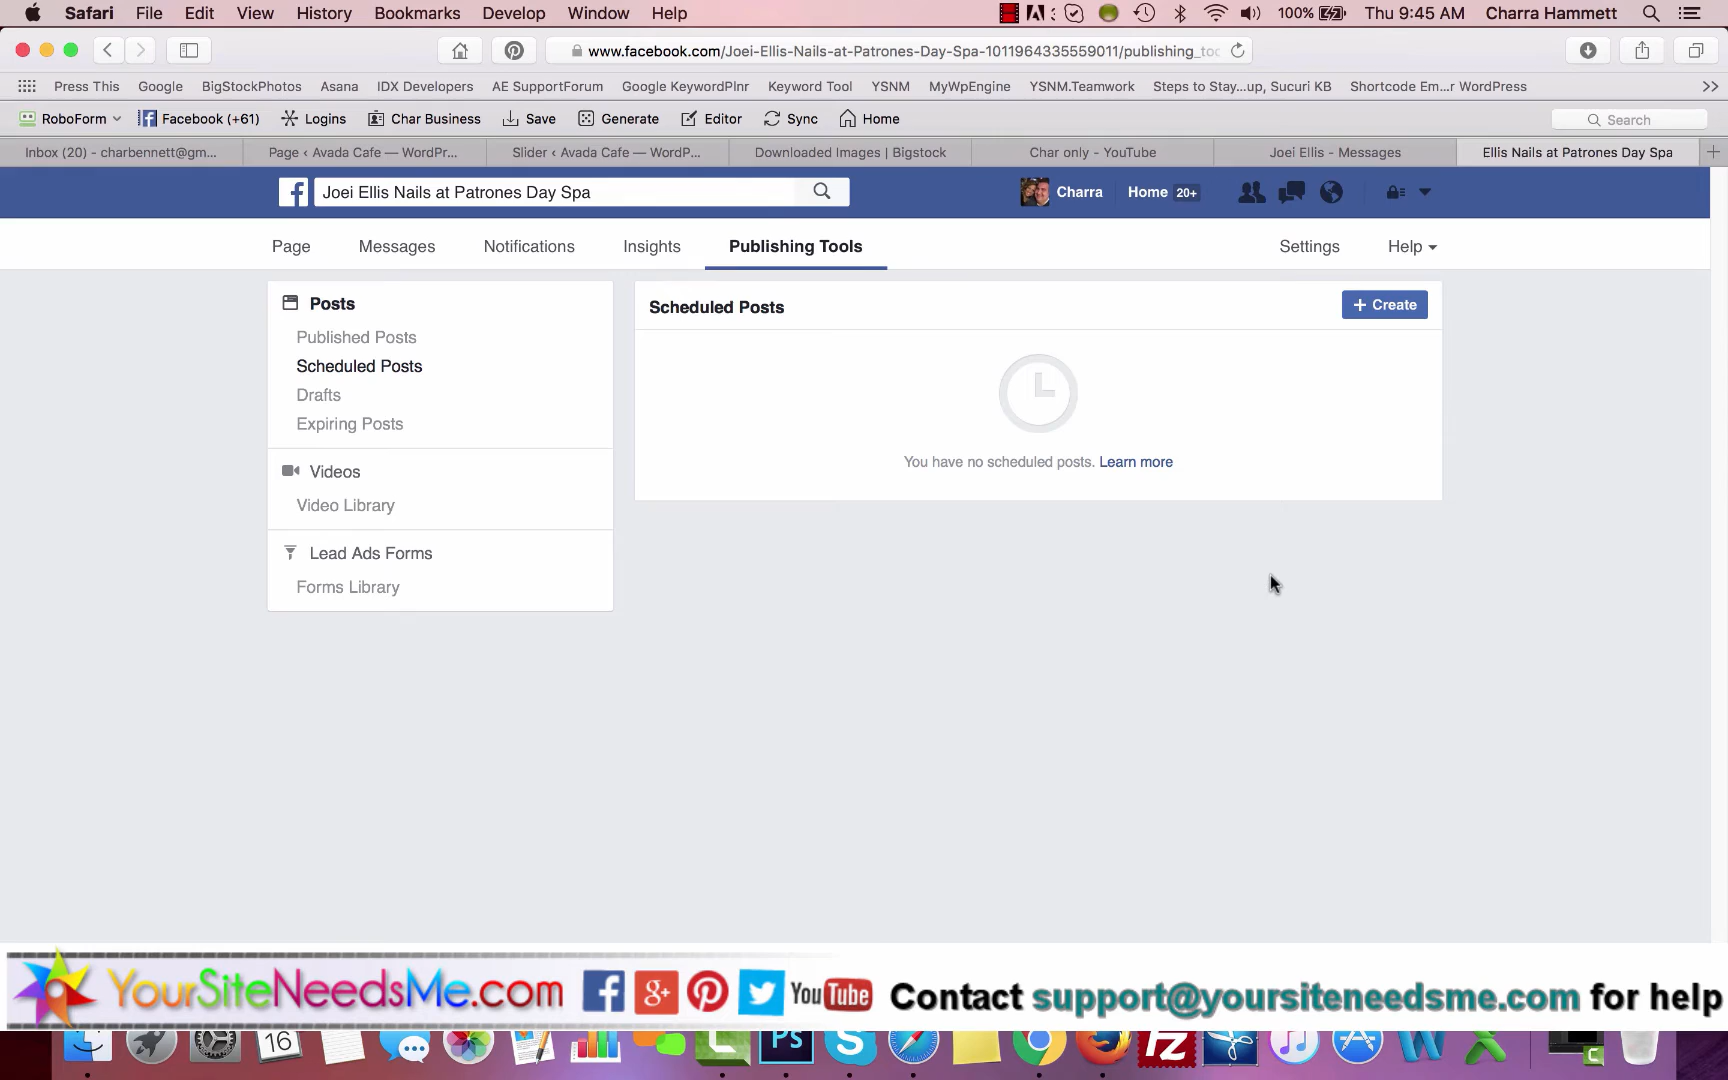 Safari File Edit View History Bookmarks Develop Window Help 100% Thu 9:45 AM Charra Hammett
www.facebook.com/Joei-Ellis-Nails-at-Patrones-Day-Spa-1011964335559011/publishing_too
Press This Google BigStockPhotos Asana IDX Developers AE SupportForum Google KeywordPlnr Keyword Tool YSNM MyWpEngine YSNM.Teamwork Steps to Stay...up, Sucuri KB Shortcode Em...r WordPress
RoboForm Facebook (+61) Logins Char Business Save Generate Editor Sync Home Search
Inbox (20) - charbennett@gm... Page ‹ Avada Cafe — WordPr... Slider ‹ Avada Cafe — WordP... Downloaded Images | Bigstock Char only - YouTube Joei Ellis - Messages Ellis Nails at Patrones Day Spa
Joei Ellis Nails at Patrones Day Spa Charra Home 20+
Page Messages Notifications Insights Publishing Tools Settings Help
Posts
Published Posts
Scheduled Posts
Drafts
Expiring Posts
Videos
Video Library
Lead Ads Forms
Forms Library
Scheduled Posts + Create
You have no scheduled posts. Learn more
YourSiteNeedsMe.com f g+ You Tube Contact support@yoursiteneedsme.com for help
16 Ps S FZ W X C